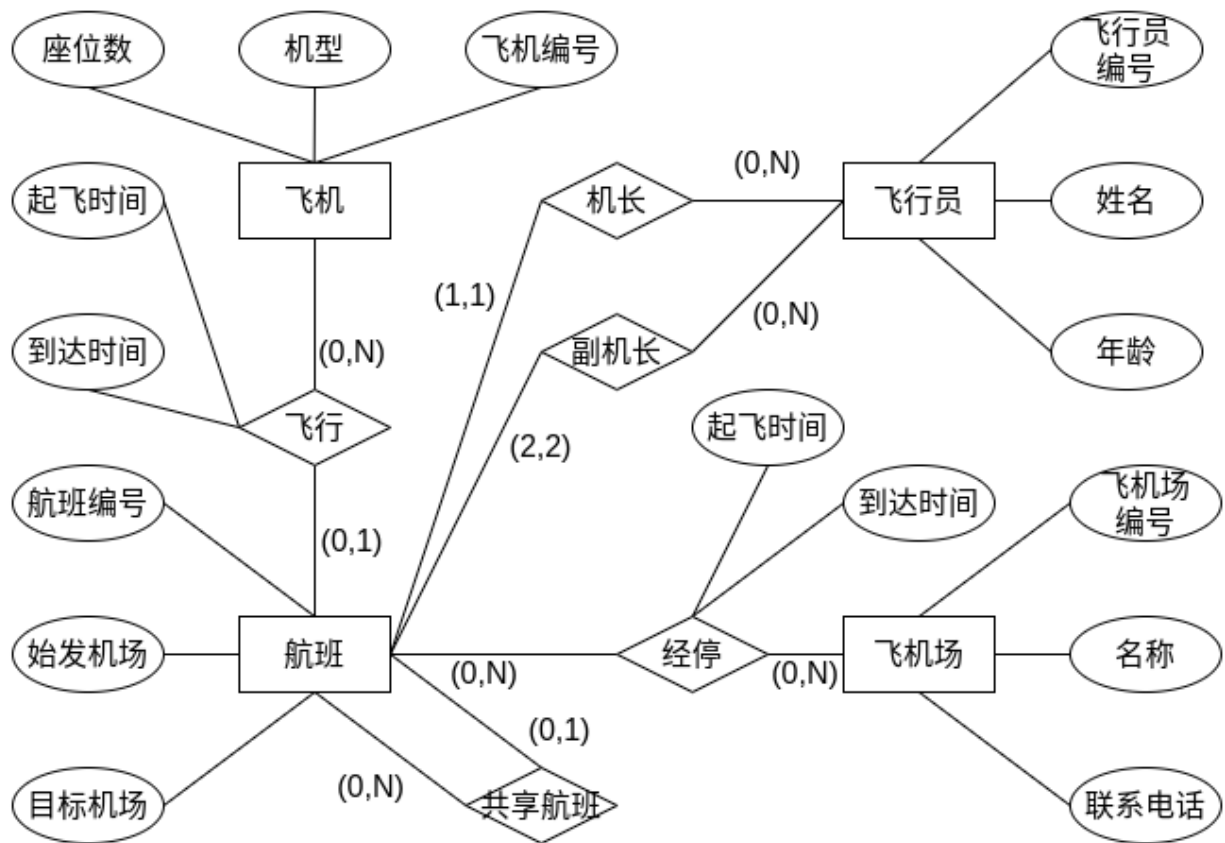 座位数
机型
飞机编号
飞行员
编号
起飞时间
飞机
机长
(0,N)
飞行员
姓名
(1,1)
(0,N)
到达时间
(0,N)
副机长
年龄
飞行
(2,2)
起飞时间
航班编号
(0,1)
到达时间
飞机场
编号
始发机场
航班
(0,N)
经停
(0,N)
飞机场
名称
(0,1)
目标机场
(0,N)
共享航班
联系电话